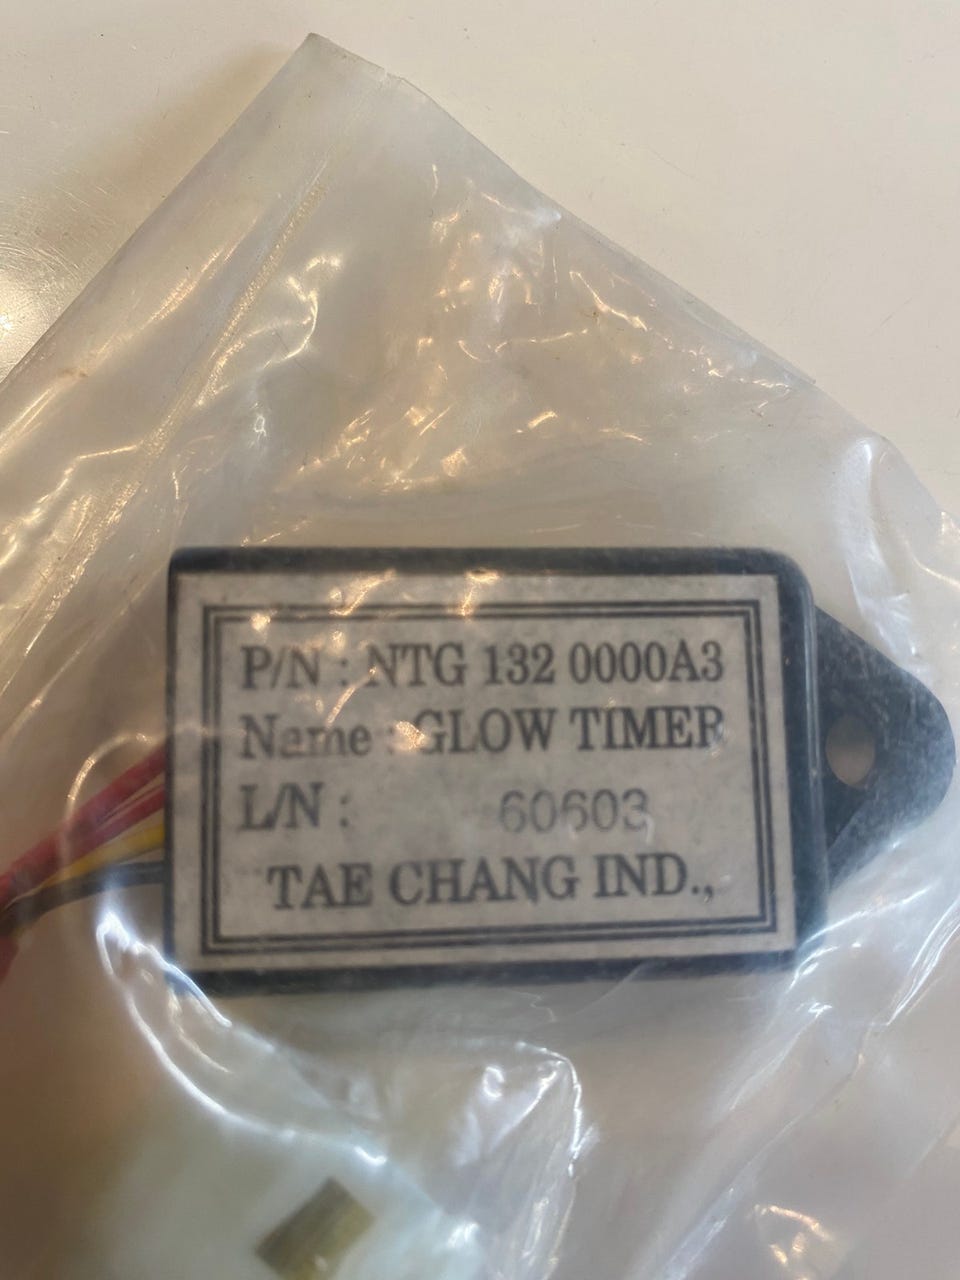 P/N : NTG 132 0000A3
Name : GLOW TIMER
L/N : 60603
TAE CHANG IND.,